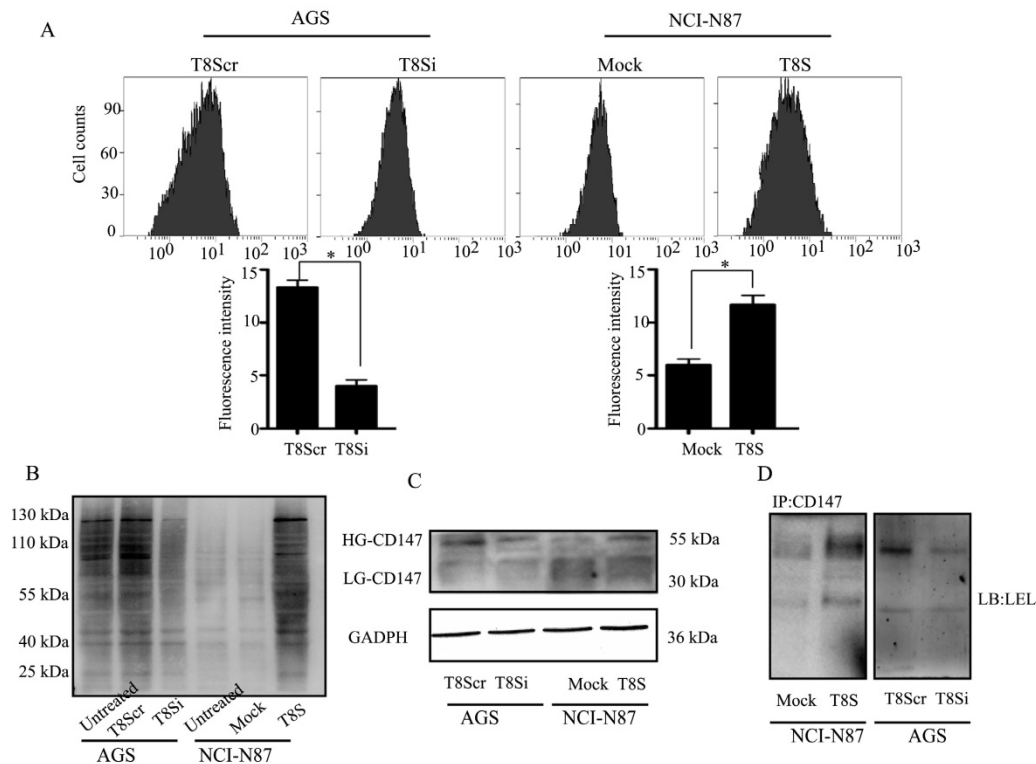 A
AGS
NCI-N87
T8Scr
T8Si
Mock
T8S
Cell counts
90
60
30
0
10^0 10^1 10^2 10^3
10^0 10^1 10^2 10^3
10^0 101 10^2 10^3
10^0 10^1 10^2 10^3
Fluorescence intensity
15
10
5
0
*
T8Scr T8Si
Fluorescence intensity
15
10
5
0
*
Mock T8S
B
130 kDa
110 kDa
55 kDa
40 kDa
25 kDa
Untreated
T8Scr
T8Si
Untreated
Mock
T8S
AGS
NCI-N87
C
HG-CD147
55 kDa
LG-CD147
30 kDa
GADPH
36 kDa
T8Scr T8Si
Mock T8S
AGS
NCI-N87
D
IP:CD147
LB:LEL
Mock T8S
T8Scr T8Si
NCI-N87
AGS